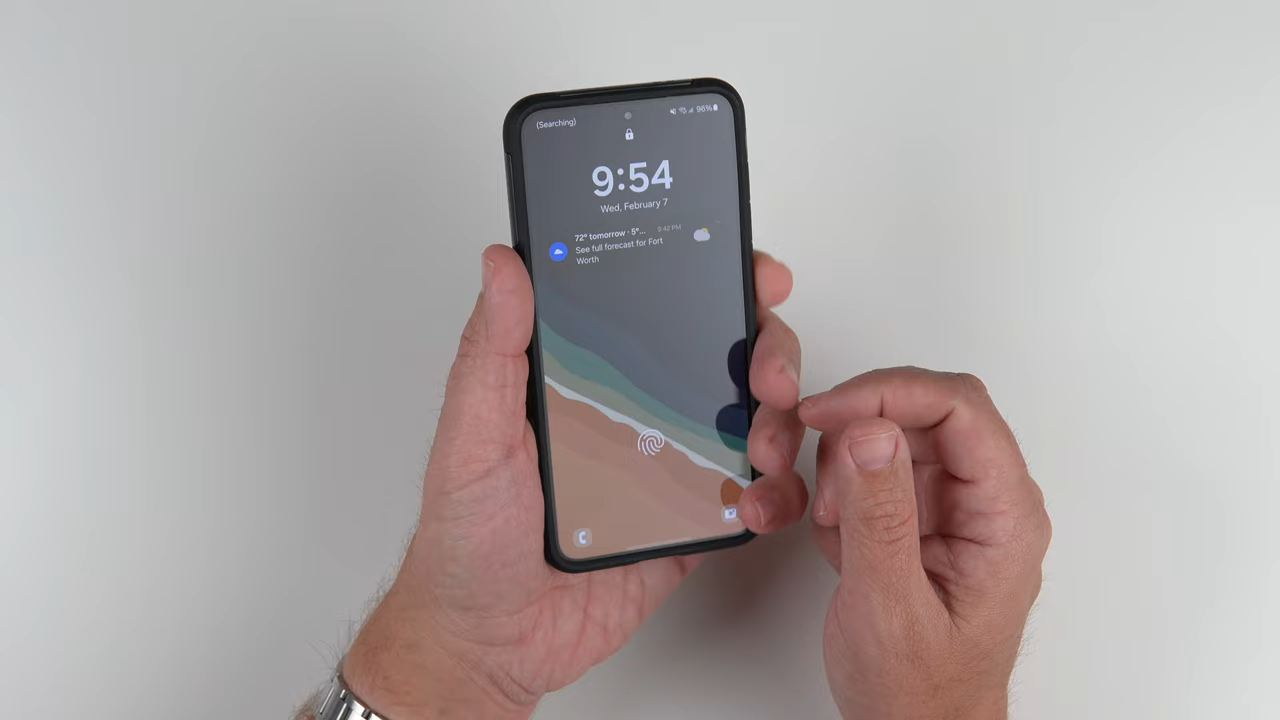 (Searching)
96%
9:54
Wed, February 7
72° tomorrow · 5°...
9:42 PM
See full forecast for Fort
Worth